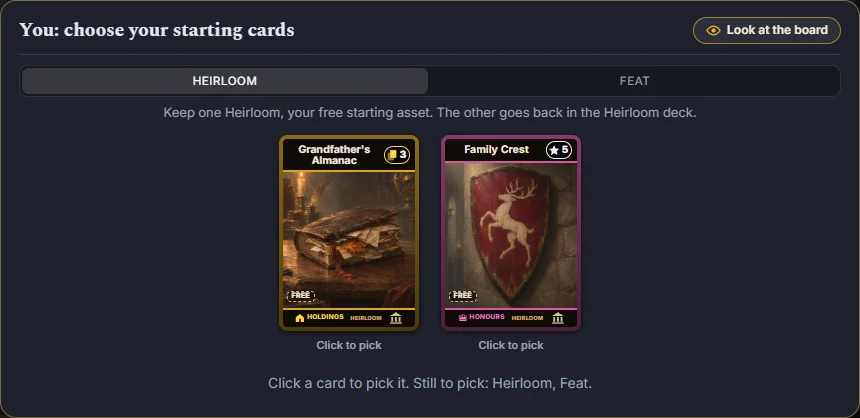 You: choose your starting cards
Look at the board
HEIRLOOM
FEAT
Keep one Heirloom, your free starting asset. The other goes back in the Heirloom deck.
Grandfather's
Almanac
3
Family Crest
5
FREE
FREE
HOLDINGS HEIRLOOM
HONOURS HEIRLOOM
Click to pick
Click to pick
Click a card to pick it. Still to pick: Heirloom, Feat.